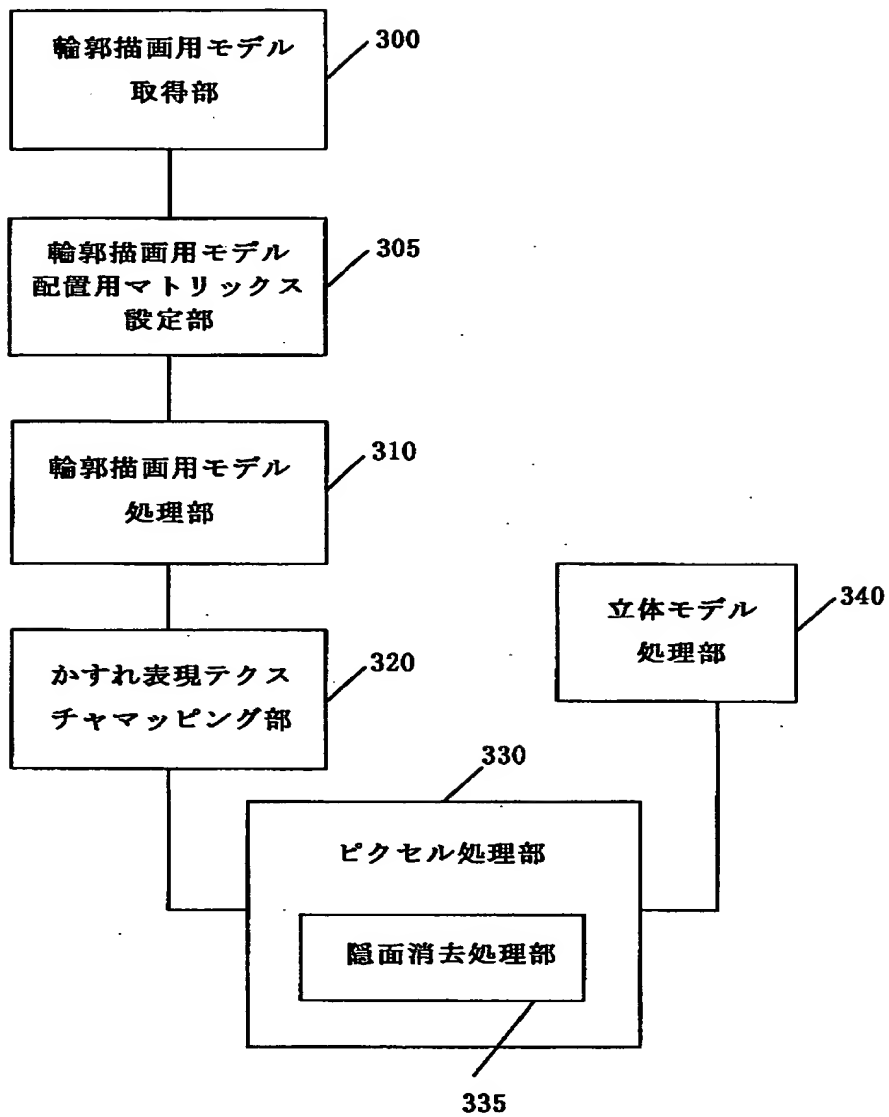 輪郭描画用モデル
取得部
300
輪郭描画用モデル
配置用マトリックス
設定部
305
輪郭描画用モデル
処理部
310
かすれ表現テクス
チャマッピング部
320
立体モデル
処理部
340
330
ピクセル処理部
隠面消去処理部
335